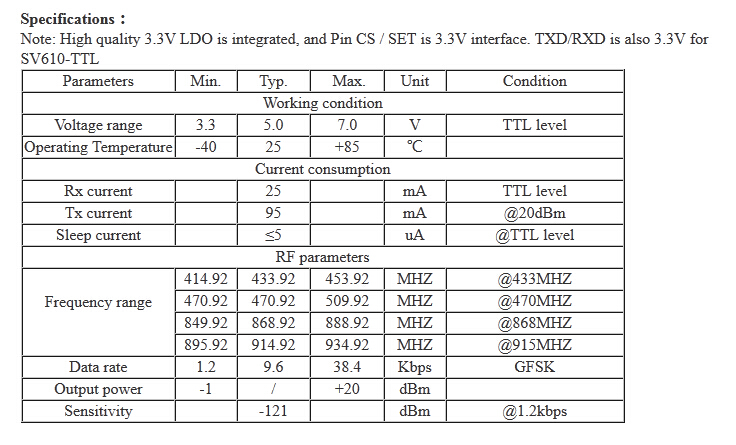 Specifications：
Note: High quality 3.3V LDO is integrated, and Pin CS / SET is 3.3V interface. TXD/RXD is also 3.3V for
SV610-TTL
Parameters Min. Typ. Max. Unit Condition
Working condition
Voltage range 3.3 5.0 7.0 V TTL level
Operating Temperature -40 25 +85 ℃
Current consumption
Rx current 25 mA TTL level
Tx current 95 mA @20dBm
Sleep current ≤5 uA @TTL level
RF parameters
Frequency range 414.92 433.92 453.92 MHZ @433MHZ
470.92 470.92 509.92 MHZ @470MHZ
849.92 868.92 888.92 MHZ @868MHZ
895.92 914.92 934.92 MHZ @915MHZ
Data rate 1.2 9.6 38.4 Kbps GFSK
Output power -1 / +20 dBm
Sensitivity -121 dBm @1.2kbps